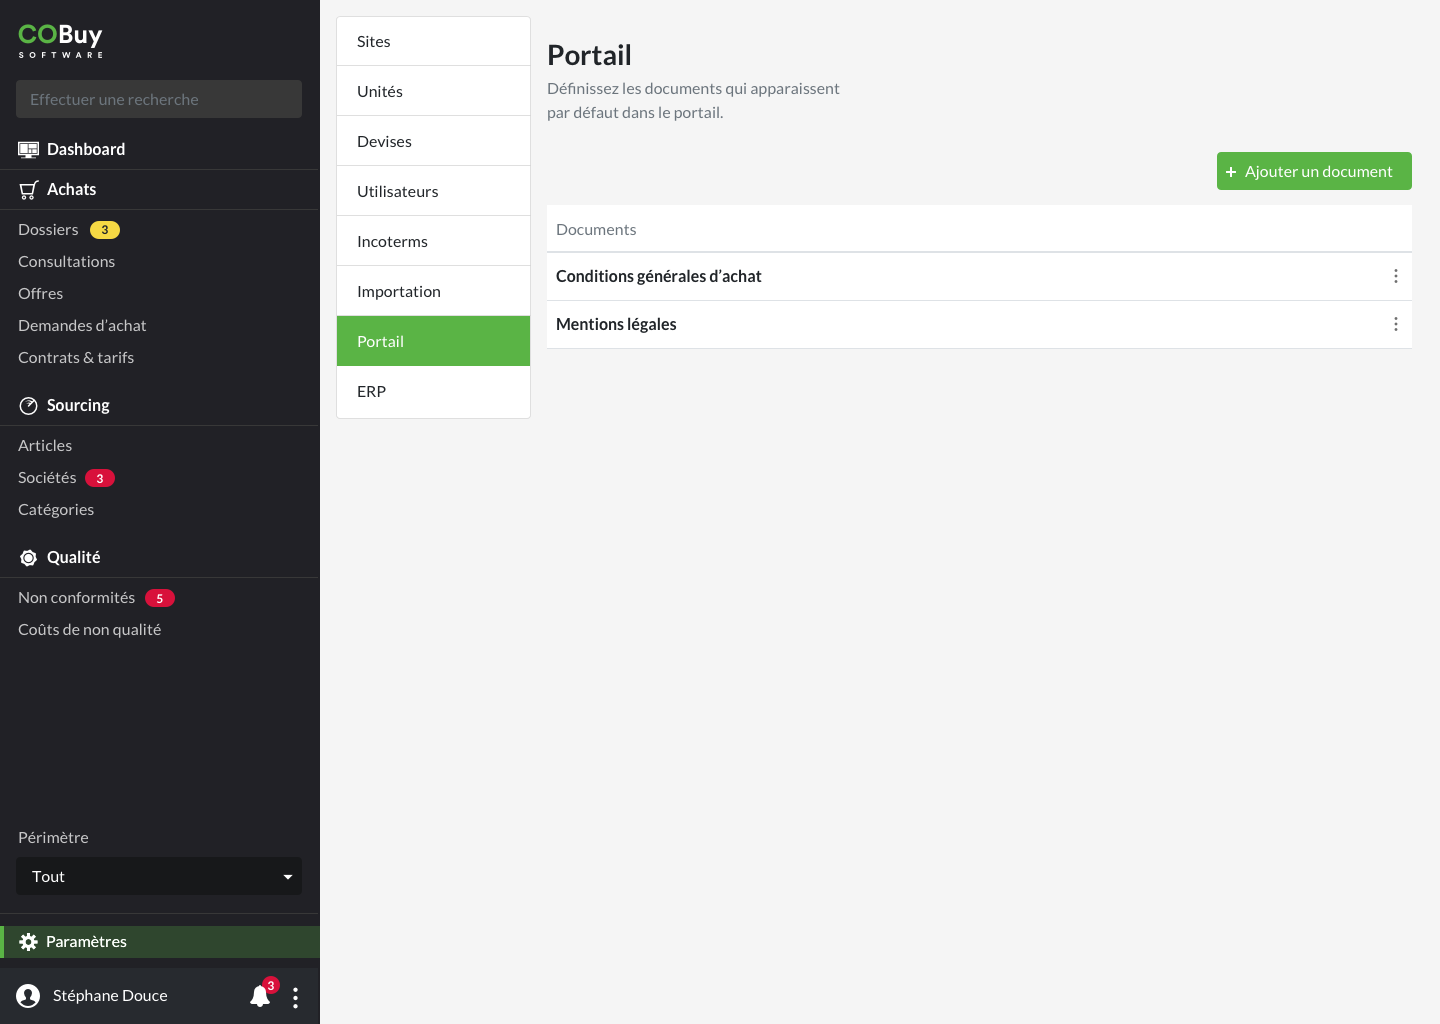 COBuy
SOFTWARE
Effectuer une recherche
Dashboard
Achats
Dossiers 3
Consultations
Offres
Demandes d’achat
Contrats & tarifs
Sourcing
Articles
Sociétés 3
Catégories
Qualité
Non conformités 5
Coûts de non qualité
Périmètre
Tout
Paramètres
Stéphane Douce 3
Sites
Unités
Devises
Utilisateurs
Incoterms
Importation
Portail
ERP
Portail
Définissez les documents qui apparaissent
par défaut dans le portail.
+ Ajouter un document
Documents
Conditions générales d’achat
Mentions légales